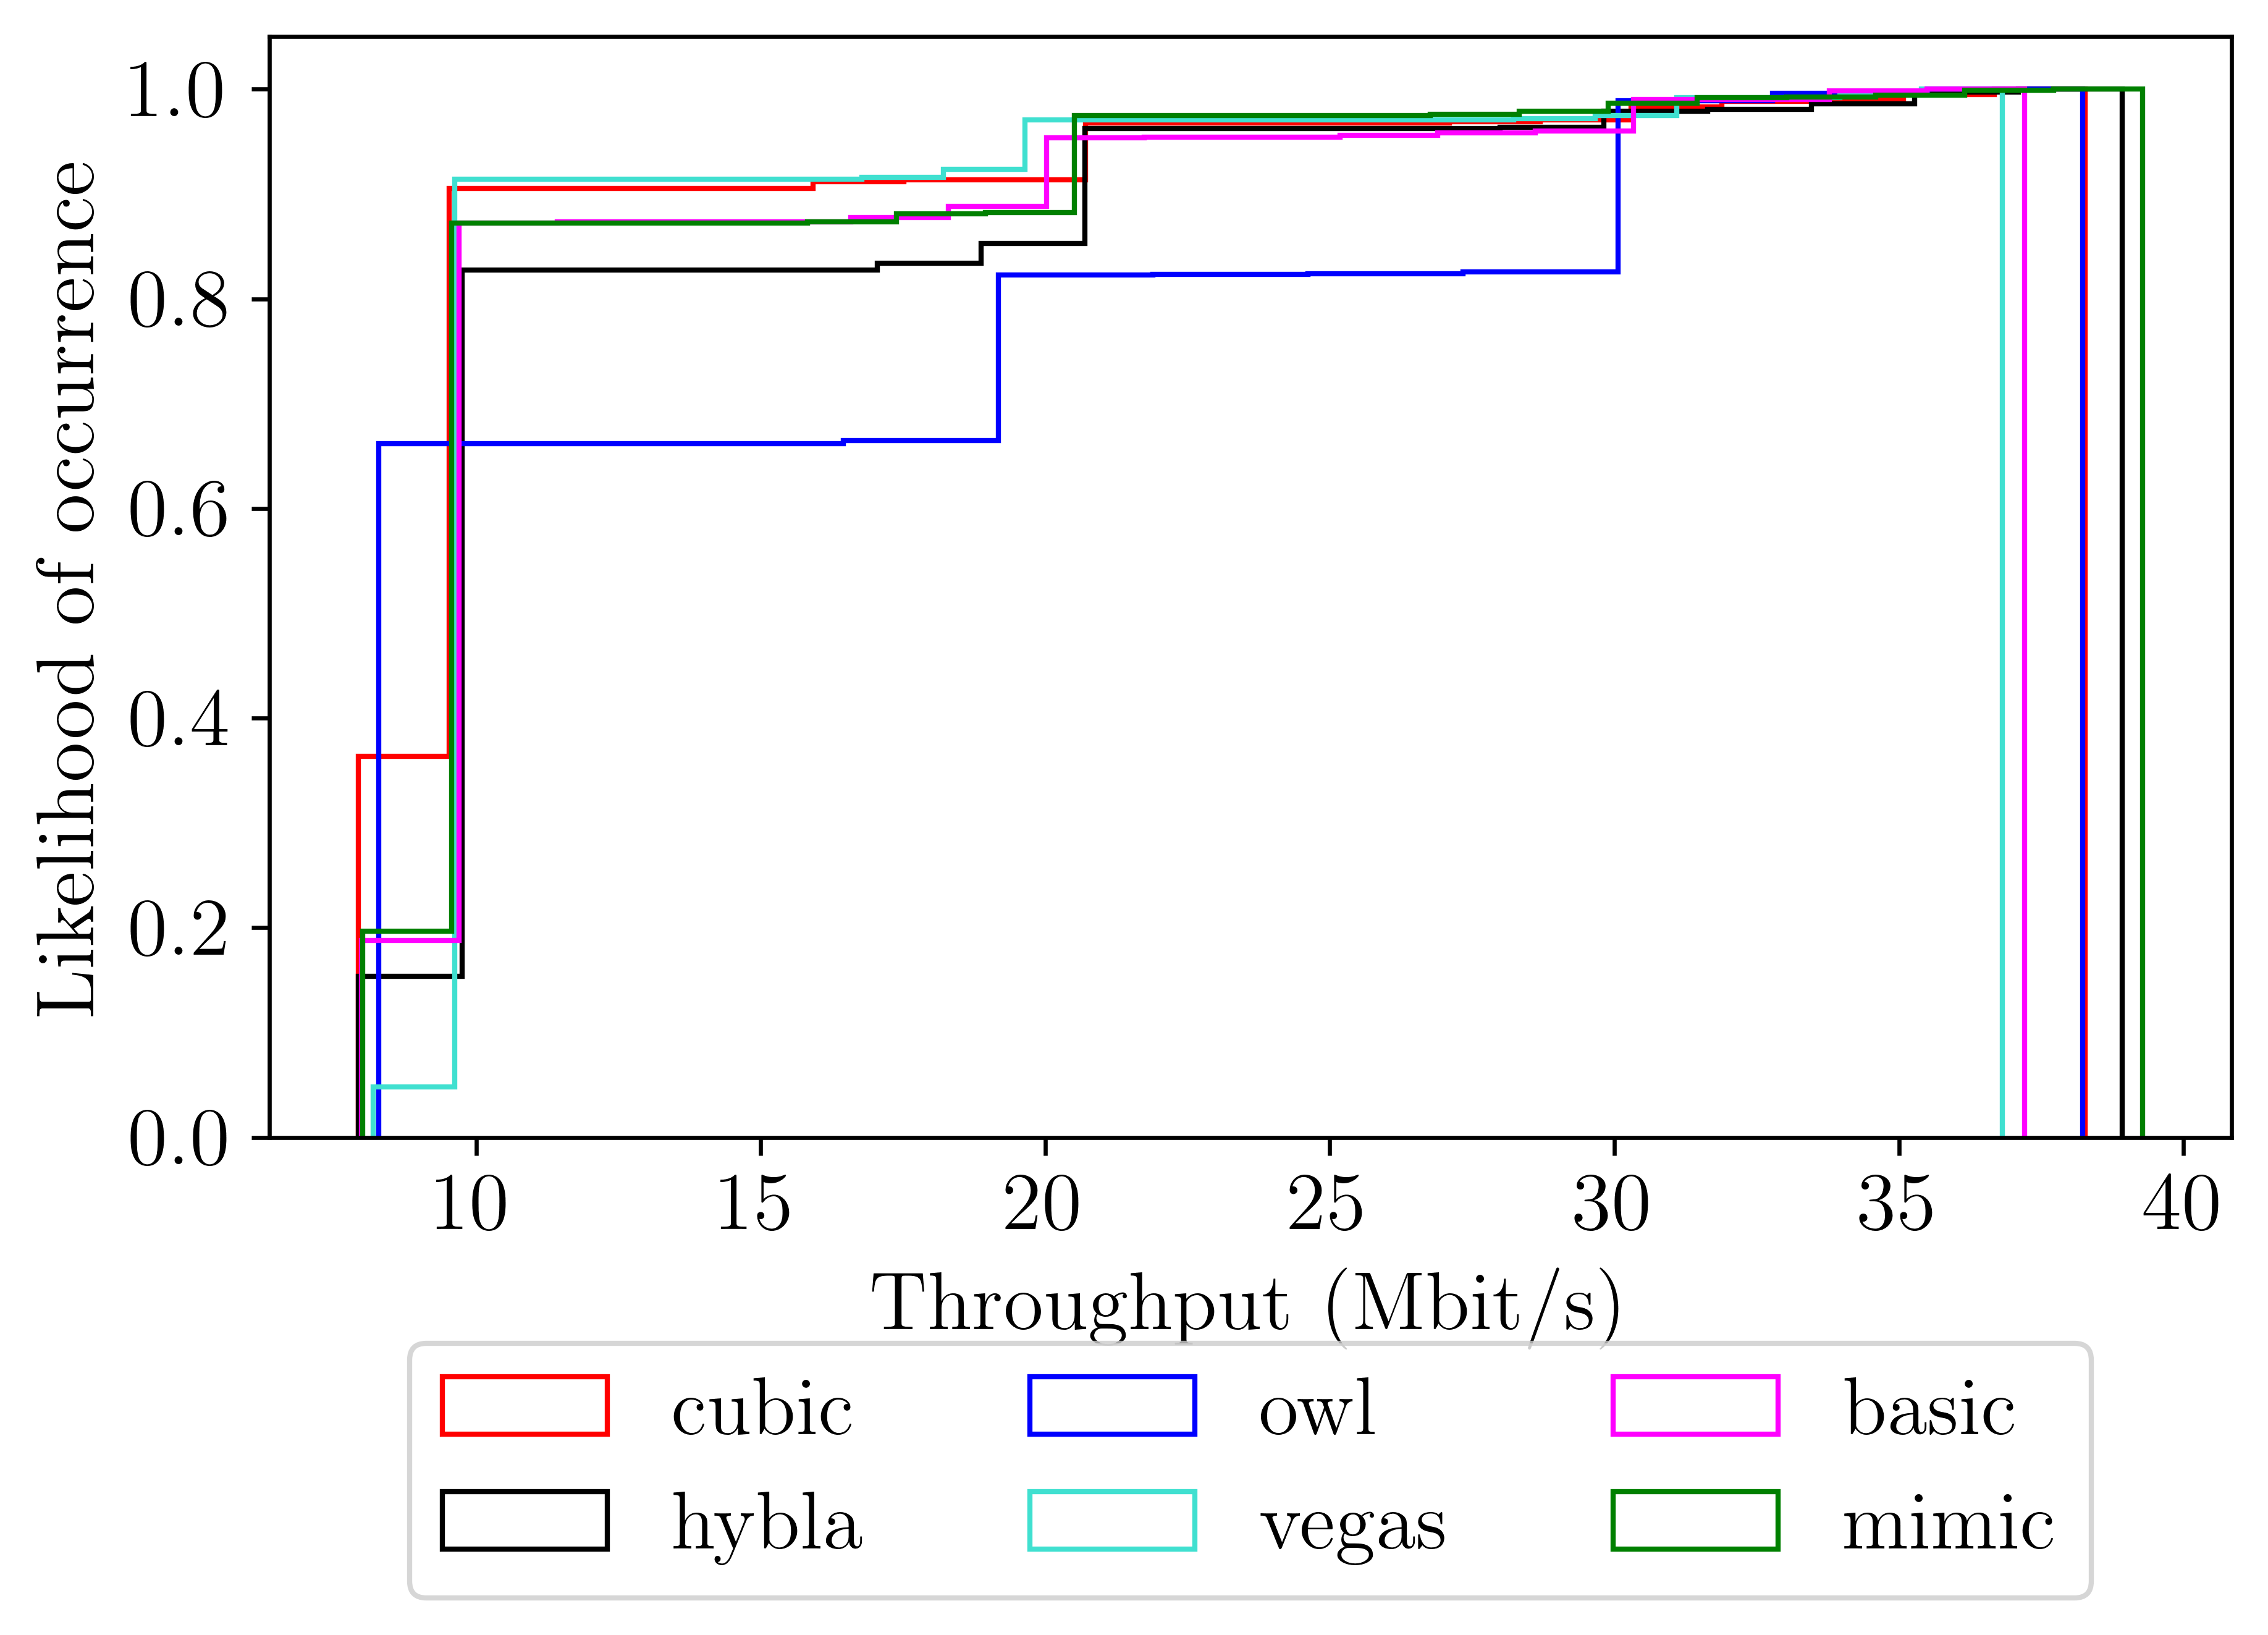 1.0
0.8
0.6
0.4
0.2
0.0
Likelihood of occurrence
10 15 20 25 30 35 40
Throughput (Mbit/s)
cubic owl basic
hybla vegas mimic